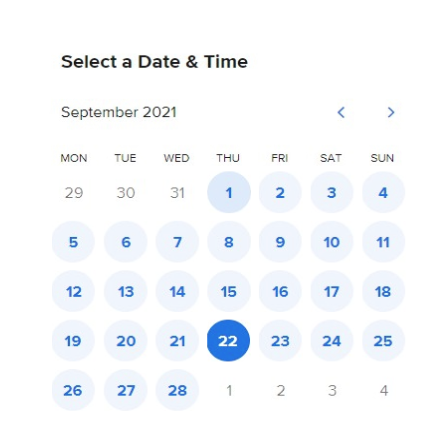 Select a Date & Time
September 2021
MON TUE WED THU FRI SAT SUN
29 30 31 1 2 3 4
5 6 7 8 9 10 11
12 13 14 15 16 17 18
19 20 21 22 23 24 25
26 27 28 1 2 3 4